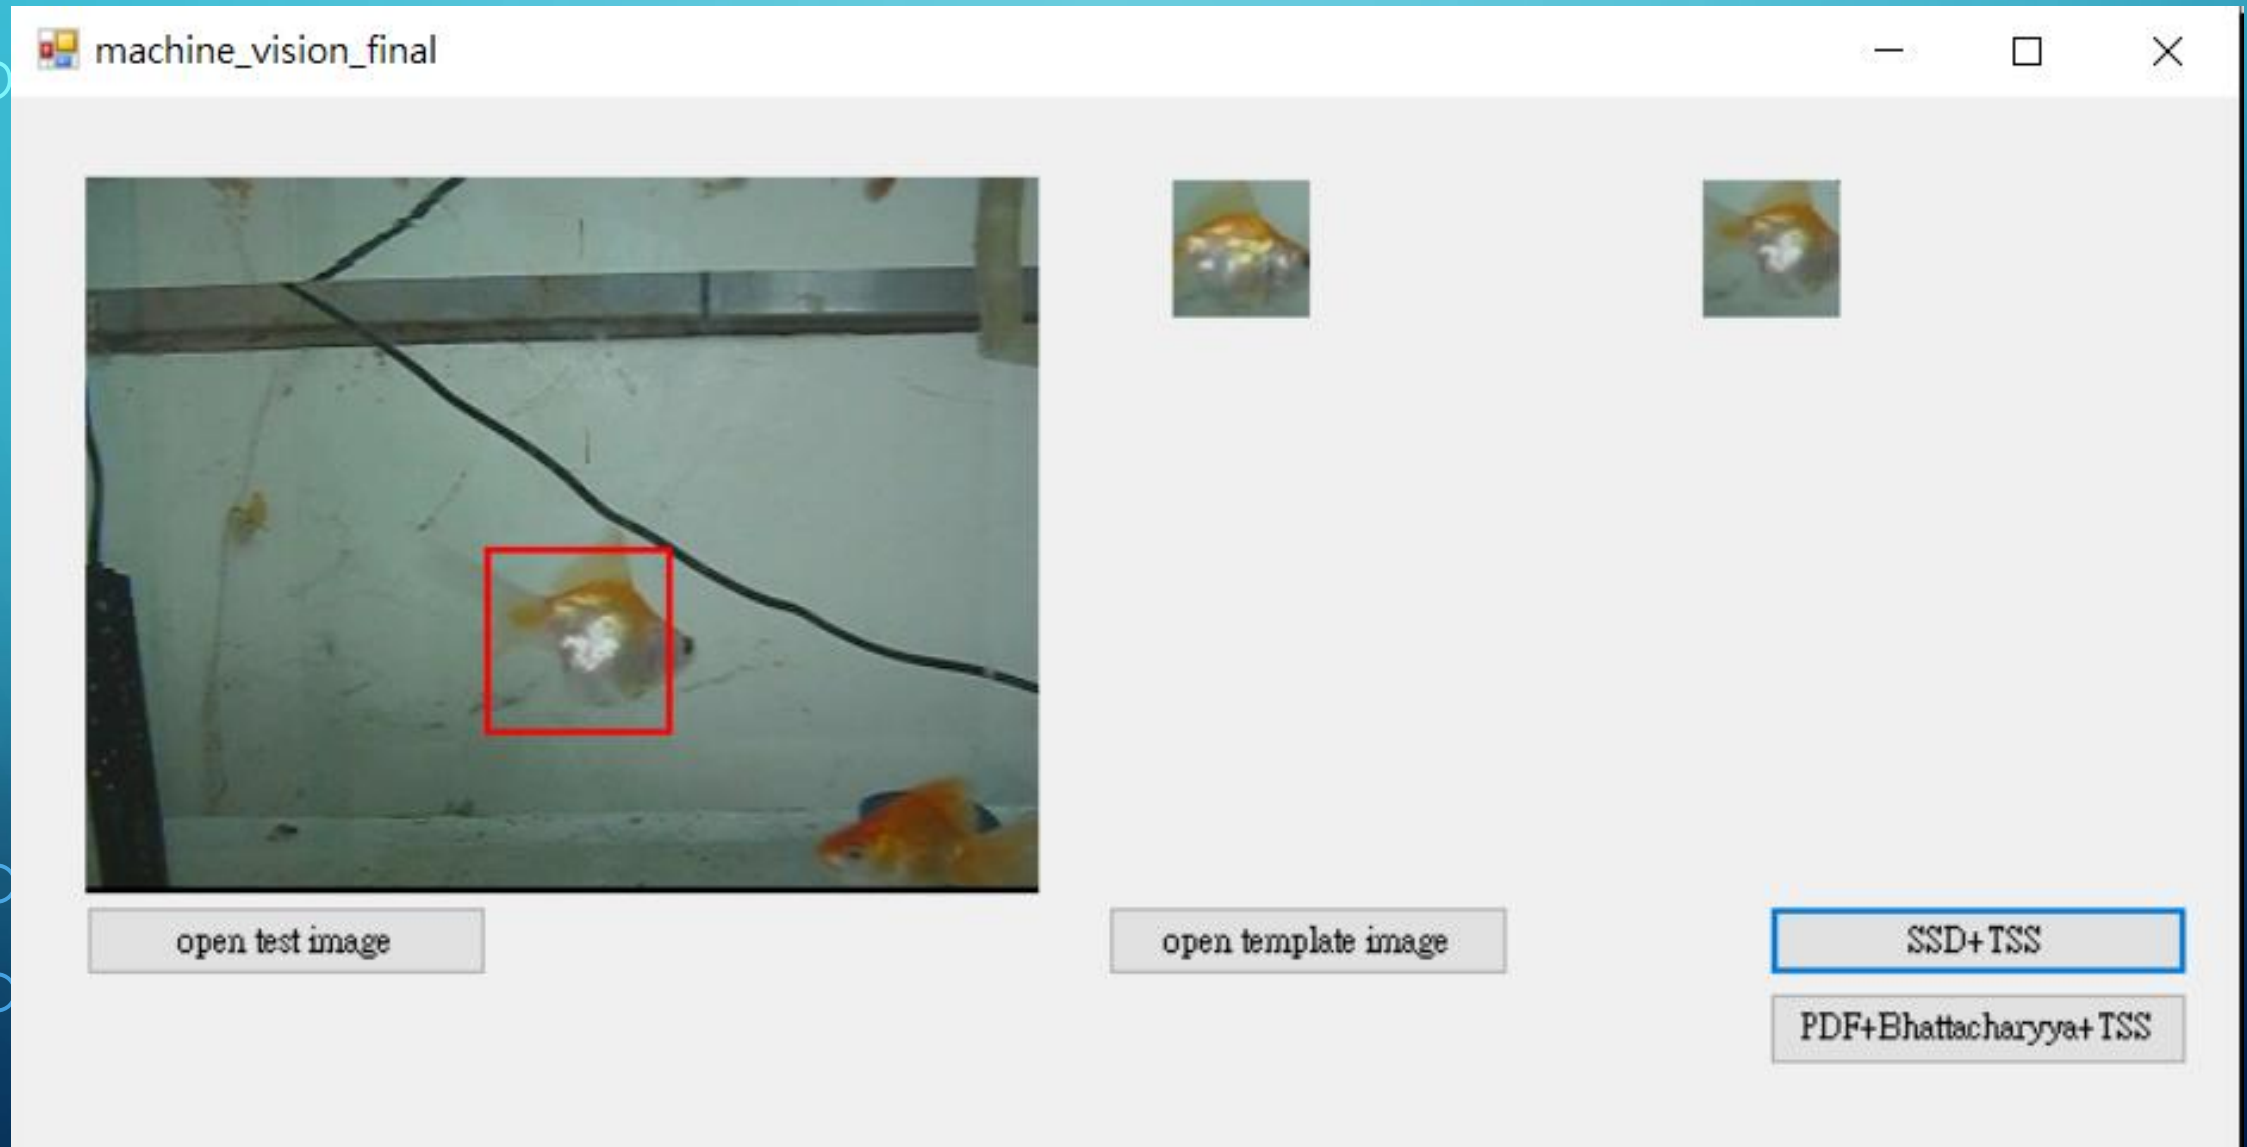 machine_vision_final
open test image
open template image
SSD+TSS
PDF+Bhattacharyya+TSS